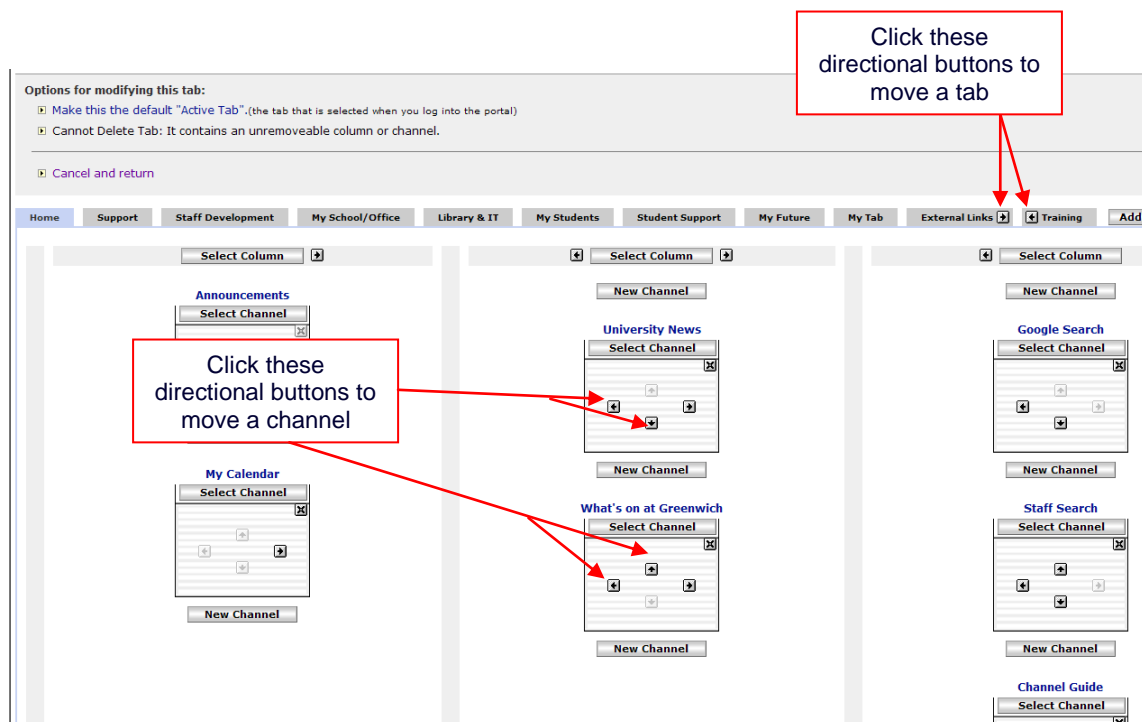 Click these
directional buttons to
move a tab
Options for modifying this tab:
Make this the default "Active Tab".(the tab that is selected when you log into the portal)
Cannot Delete Tab: It contains an unremoveable column or channel.
Cancel and return
Home Support Staff Development My School/Office Library & IT My Students Student Support My Future My Tab External Links Training Add
Select Column Select Column Select Column
New Channel New Channel
Announcements
Select Channel
University News Google Search
Select Channel Select Channel
Click these
directional buttons to
move a channel
New Channel New Channel
My Calendar
Select Channel
What's on at Greenwich Staff Search
Select Channel Select Channel
New Channel
New Channel New Channel
Channel Guide
Select Channel